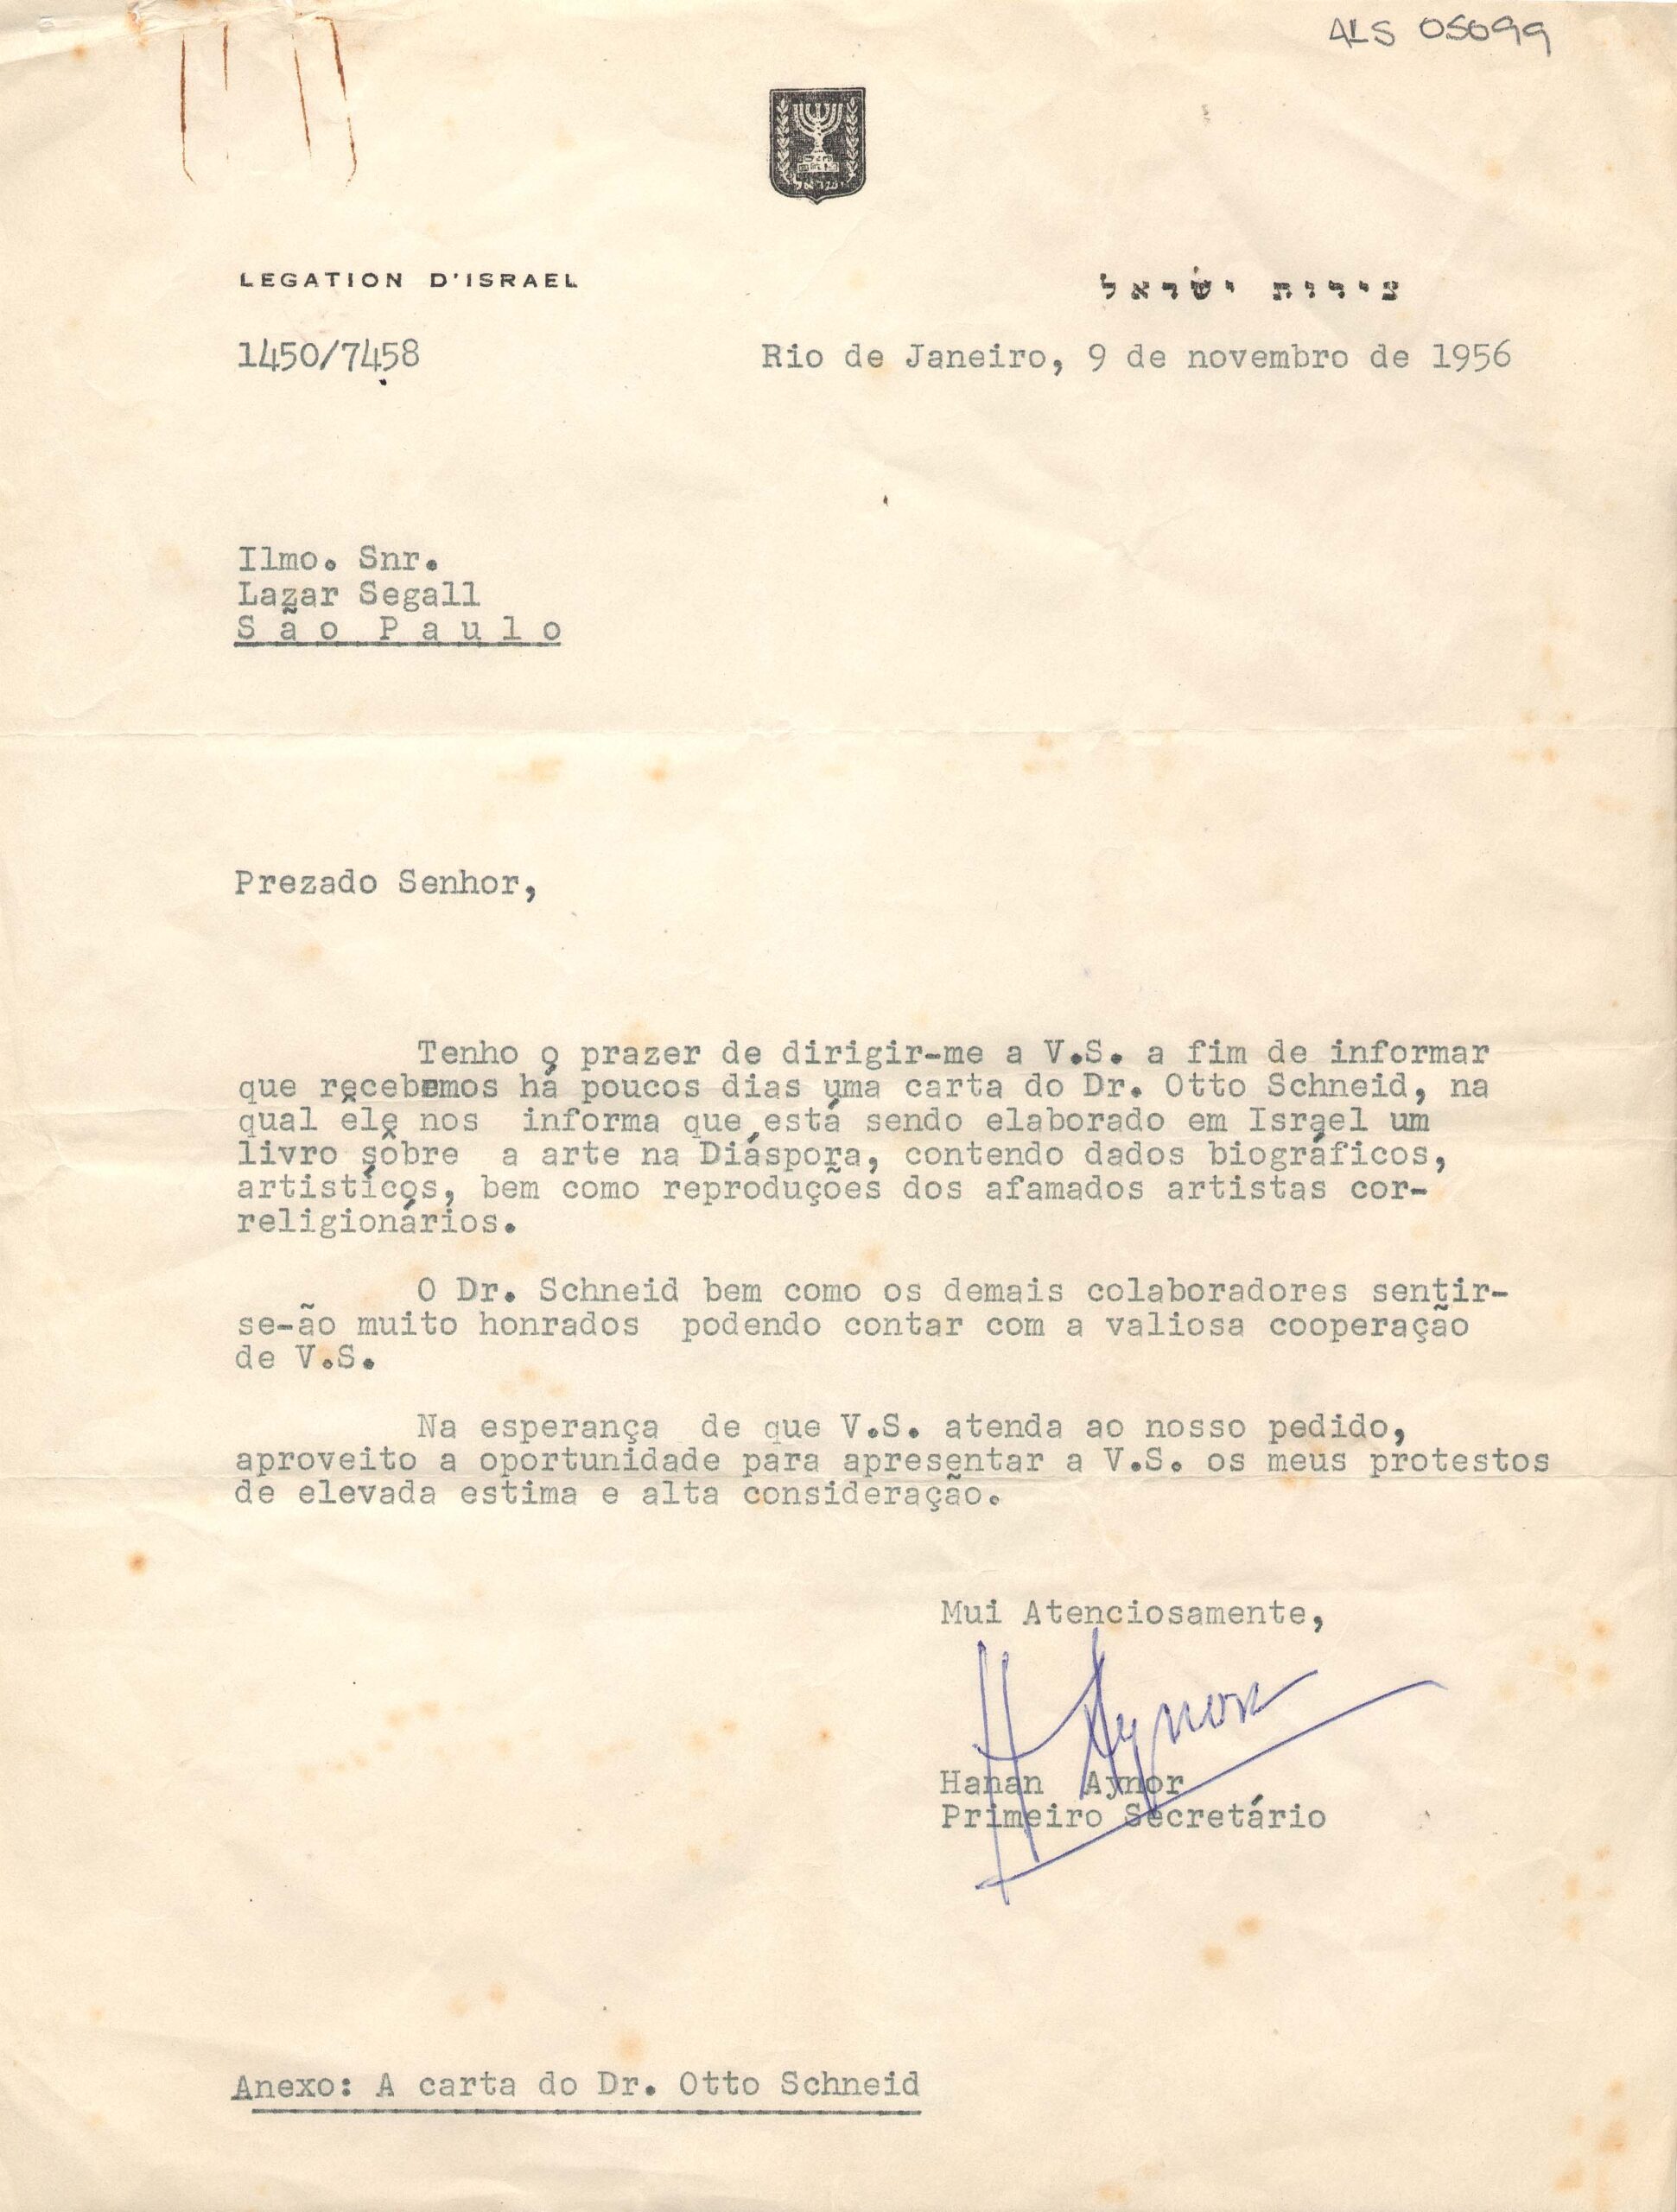 ALS 05699
ישראל
LEGATION D'ISRAEL
צירות ישראל
1450/7458
Rio de Janeiro, 9 de novembro de 1956
Ilmo. Snr.
Lazar Segall
São Paulo
Prezado Senhor,
Tenho o prazer de dirigir-me a V.S. a fim de informar
que recebemos há poucos dias uma carta do Dr. Otto Schneid, na
qual êle nos informa que está sendo elaborado em Israel um
livro sôbre a arte na Diáspora, contendo dados biográficos,
artistícos, bem como reproduções dos afamados artistas cor-
religionários.
O Dr. Schneid bem como os demais colaboradores sentir-
se-ão muito honrados podendo contar com a valiosa cooperação
de V.S.
Na esperança de que V.S. atenda ao nosso pedido,
aproveito a oportunidade para apresentar a V.S. os meus protestos
de elevada estima e alta consideração.
Mui Atenciosamente,
H Aynor
Hanan Aynor
Primeiro Secretário
Anexo: A carta do Dr. Otto Schneid